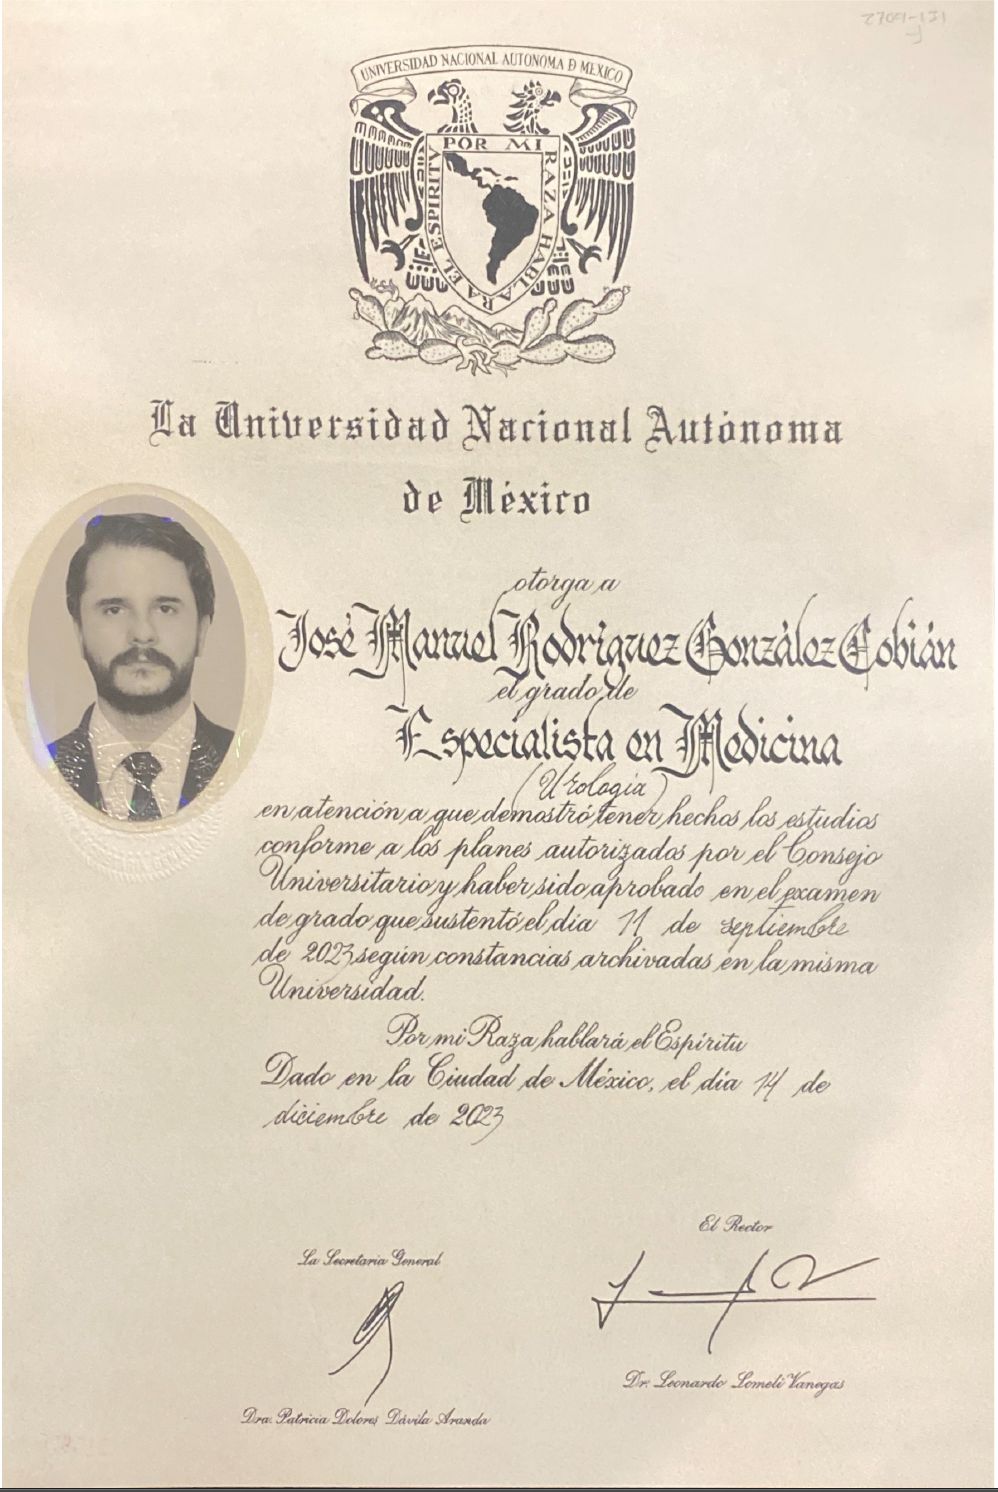 UNIVERSIDAD NACIONAL AUTONOMA D MEXICO
POR MI RAZA HABLARA EL ESPIRITV
La Universidad Nacional Autónoma
de México
otorga a
José Manuel Rodríguez González Cobián
el grado de
Especialista en Medicina
(Urología)
en atención a que demostró tener hechos los estudios
conforme a los planes autorizados por el Consejo
Universitario y haber sido aprobado en el examen
de grado que sustentó el día 11 de septiembre
de 2023 según constancias archivadas en la misma
Universidad.
Por mi Raza hablará el Espíritu
Dado en la Ciudad de México, el día 14 de
diciembre de 2023
El Rector
La Secretaria General
Dr. Leonardo Lomelí Vanegas
Dra. Patricia Dolores Dávila Aranda